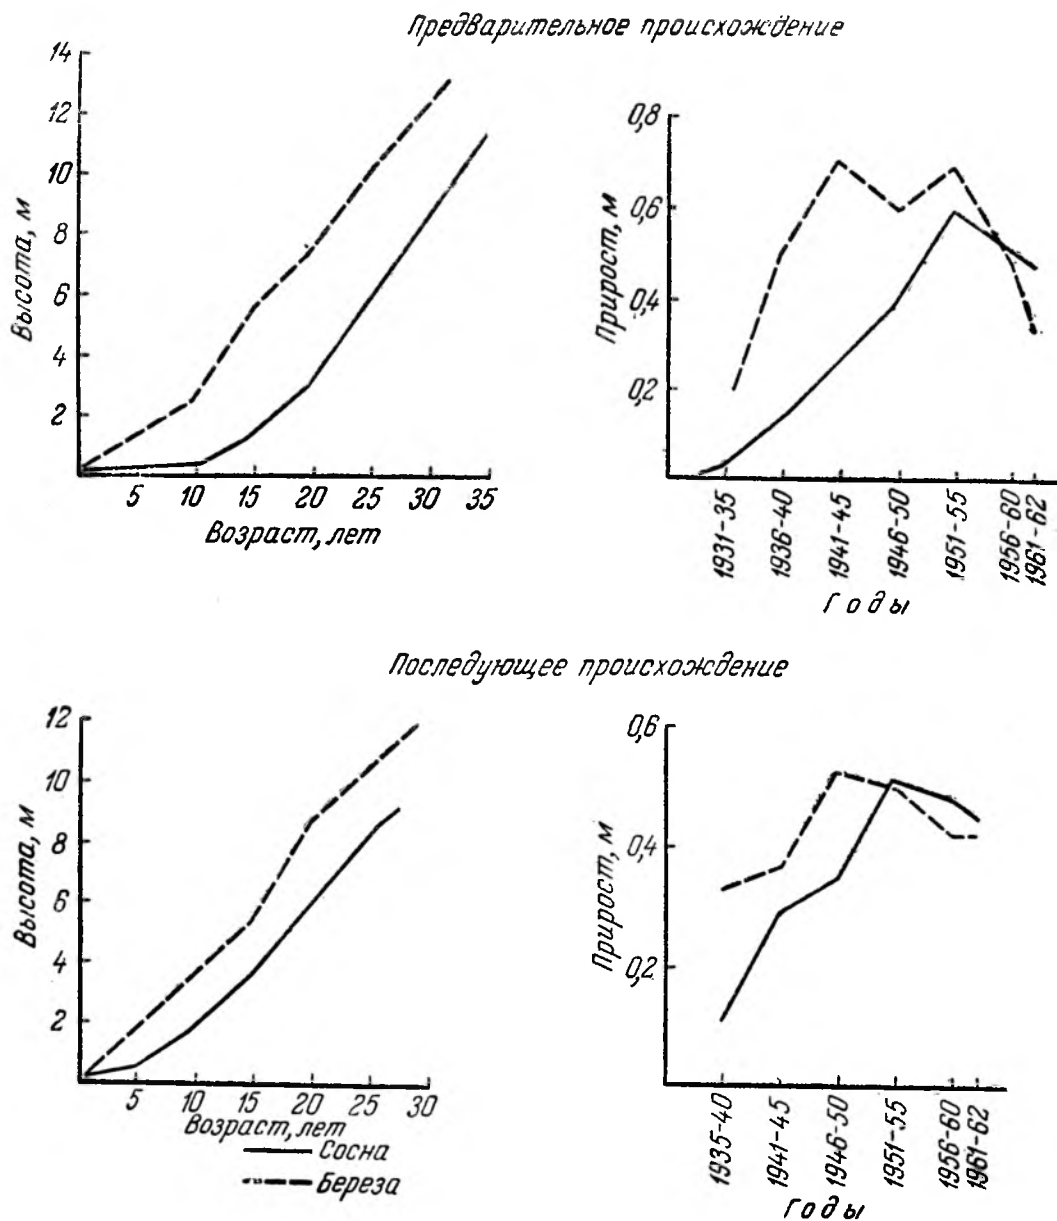 Предварительное происхождение
14
12
10
8
6
4
2
Высота, м
5 10 15 20 25 30 35
Возраст, лет
0,8
0,6
0,4
0,2
Прирост, м
1931-35
1936-40
1941-45
1946-50
1951-55
1956-60
1961-62
Годы
Последующее происхождение
12
10
8
6
4
2
Высота, м
5 10 15 20 25 30
Возраст, лет
Сосна
Береза
0,6
0,4
0,2
Прирост, м
1935-40
1941-45
1946-50
1951-55
1956-60
1961-62
Годы